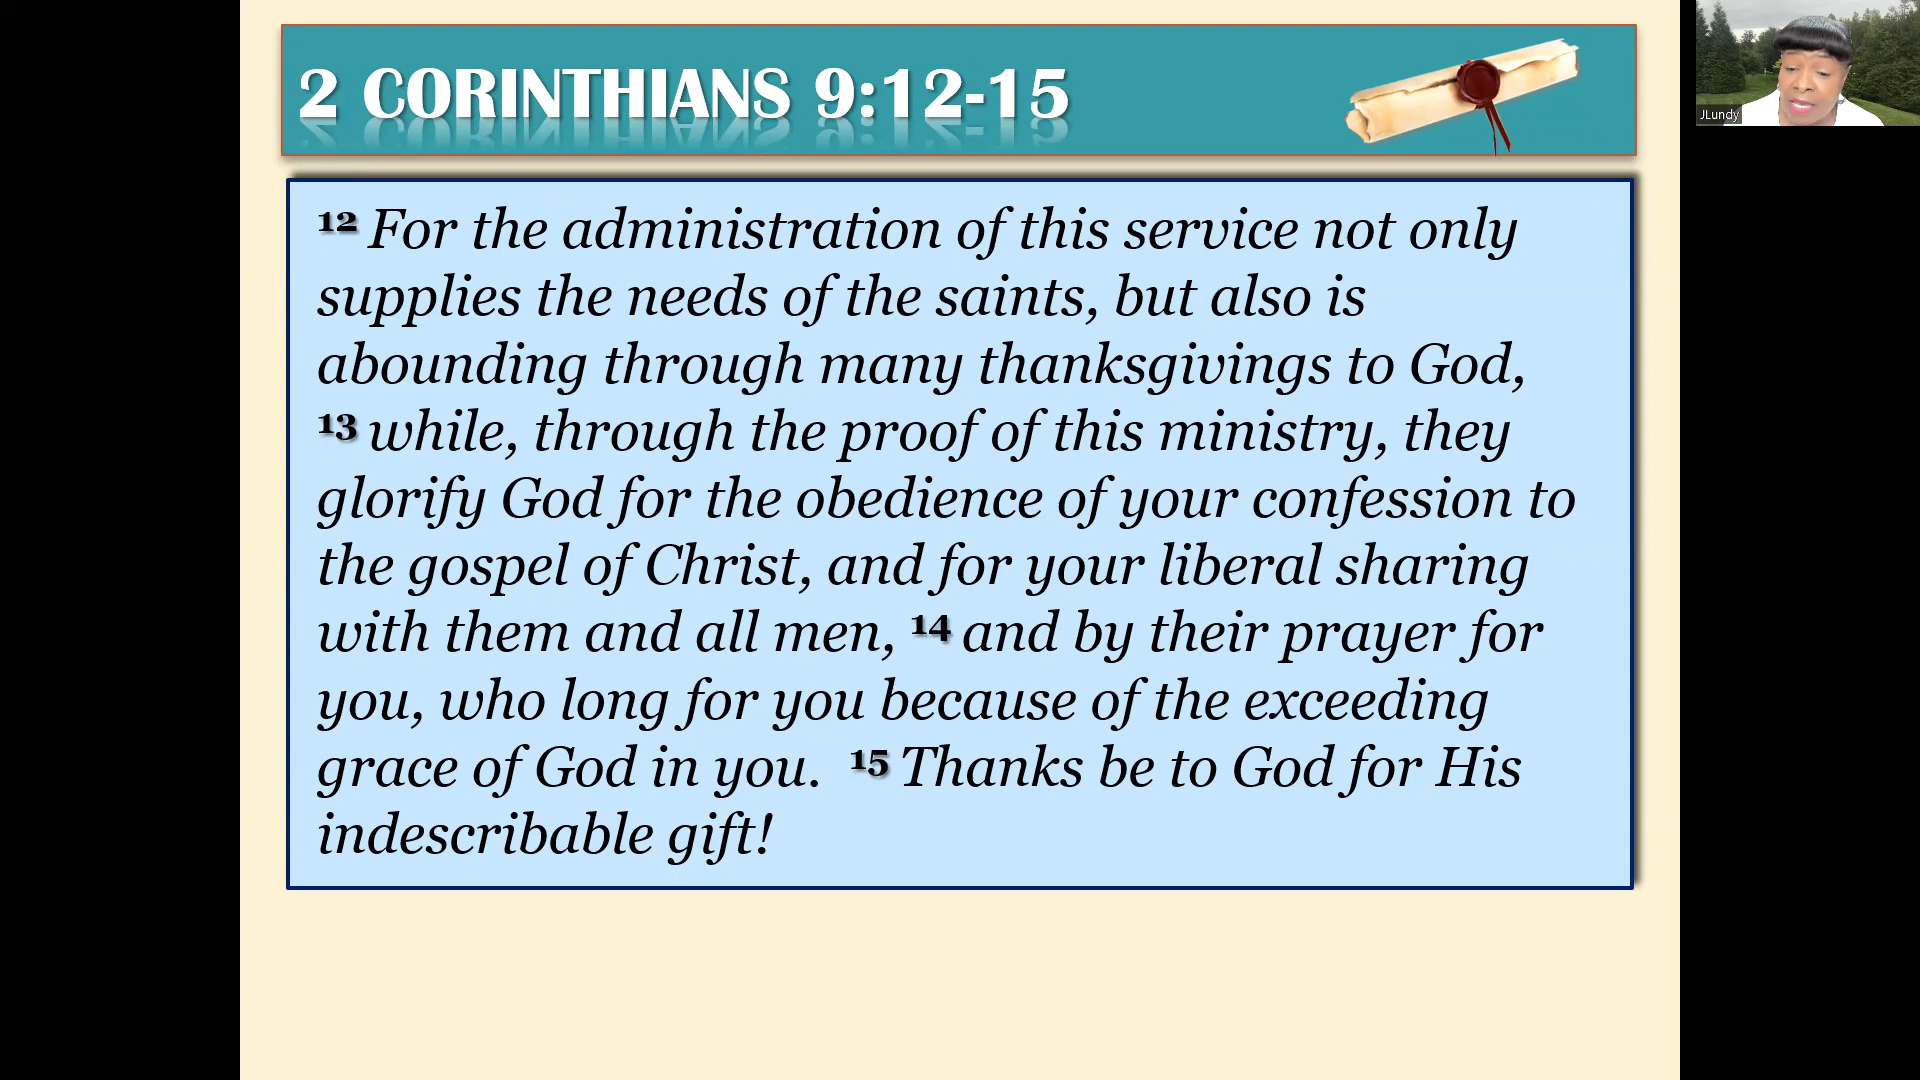 2 CORINTHIANS 9:12-15
JLundy
12 For the administration of this service not only
supplies the needs of the saints, but also is
abounding through many thanksgivings to God,
13 while, through the proof of this ministry, they
glorify God for the obedience of your confession to
the gospel of Christ, and for your liberal sharing
with them and all men, 14 and by their prayer for
you, who long for you because of the exceeding
grace of God in you. 15 Thanks be to God for His
indescribable gift!